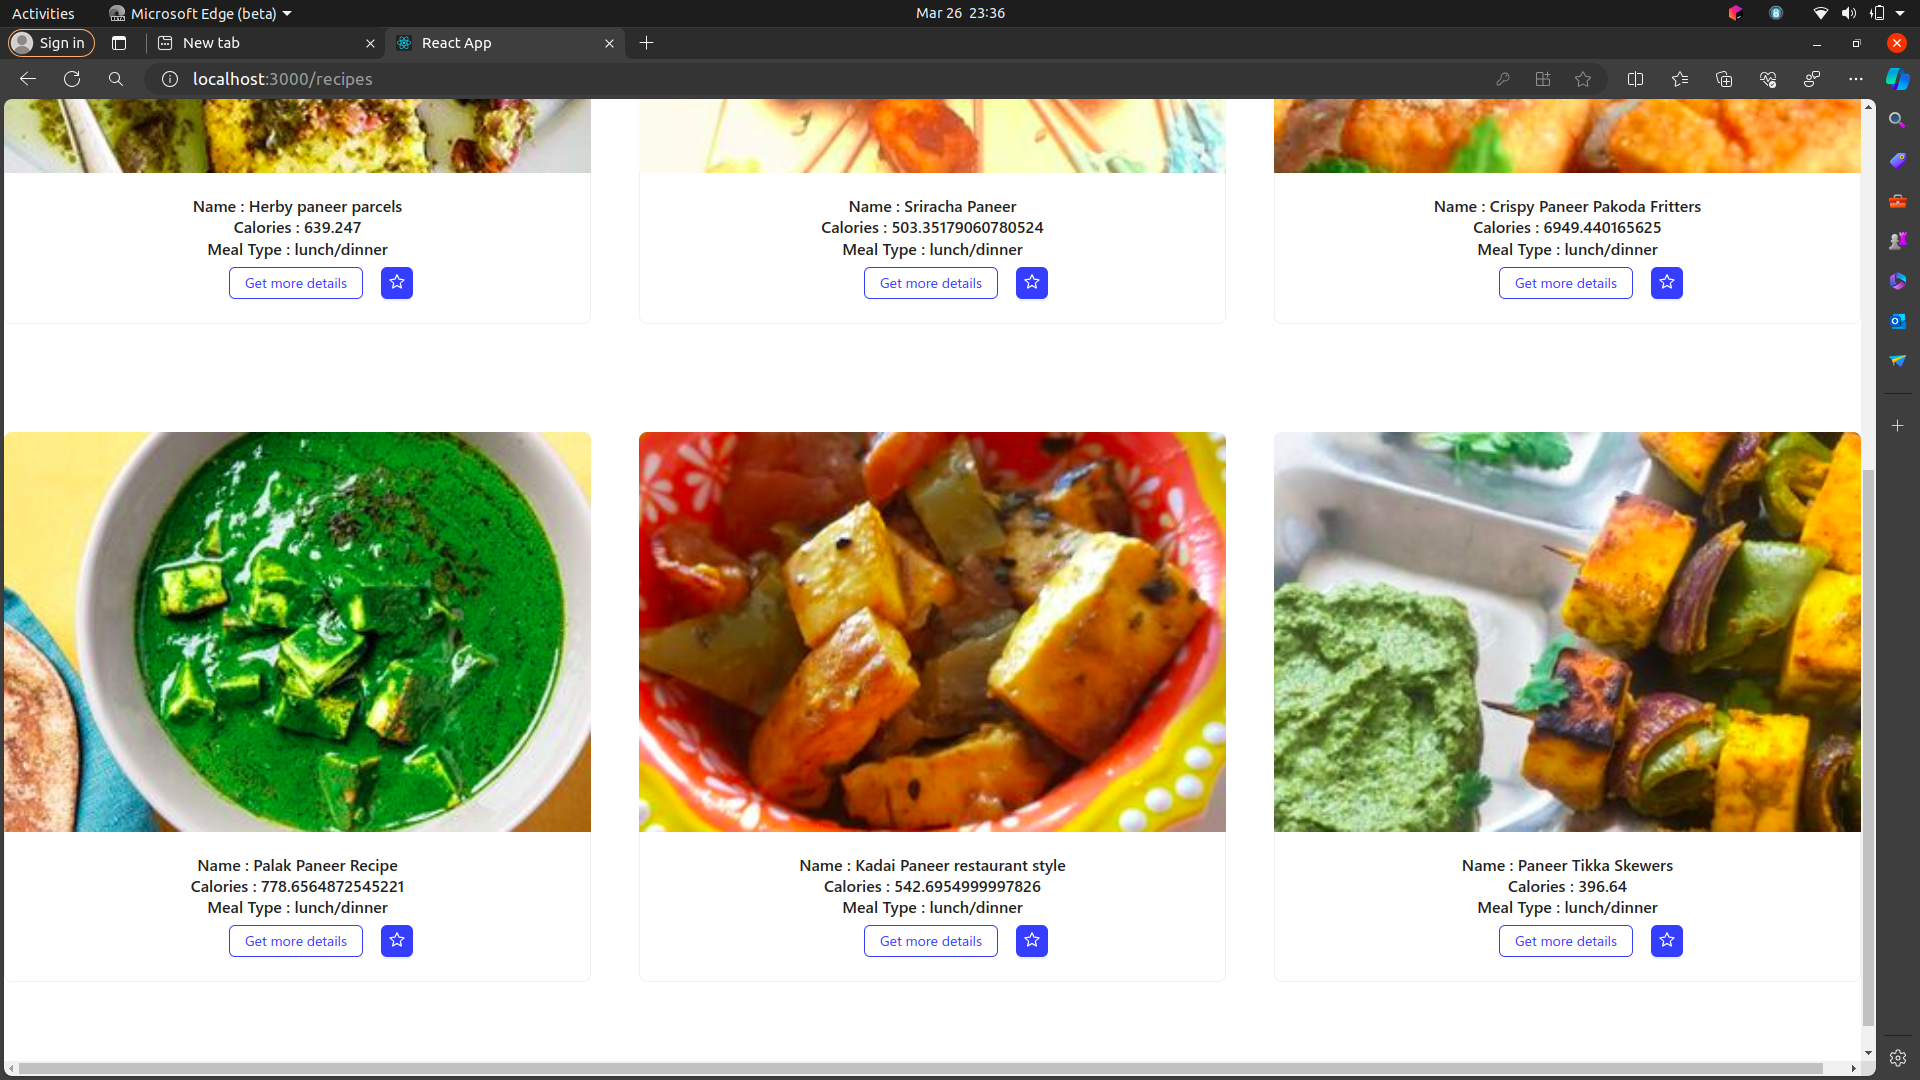 Activities
Microsoft Edge (beta)
Mar 26 23:36
Sign in
New tab
React App
localhost:3000/recipes
Name : Herby paneer parcels
Calories : 639.247
Meal Type : lunch/dinner
Get more details
Name : Sriracha Paneer
Calories : 503.35179060780524
Meal Type : lunch/dinner
Get more details
Name : Crispy Paneer Pakoda Fritters
Calories : 6949.440165625
Meal Type : lunch/dinner
Get more details
Name : Palak Paneer Recipe
Calories : 778.6564872545221
Meal Type : lunch/dinner
Get more details
Name : Kadai Paneer restaurant style
Calories : 542.6954999997826
Meal Type : lunch/dinner
Get more details
Name : Paneer Tikka Skewers
Calories : 396.64
Meal Type : lunch/dinner
Get more details